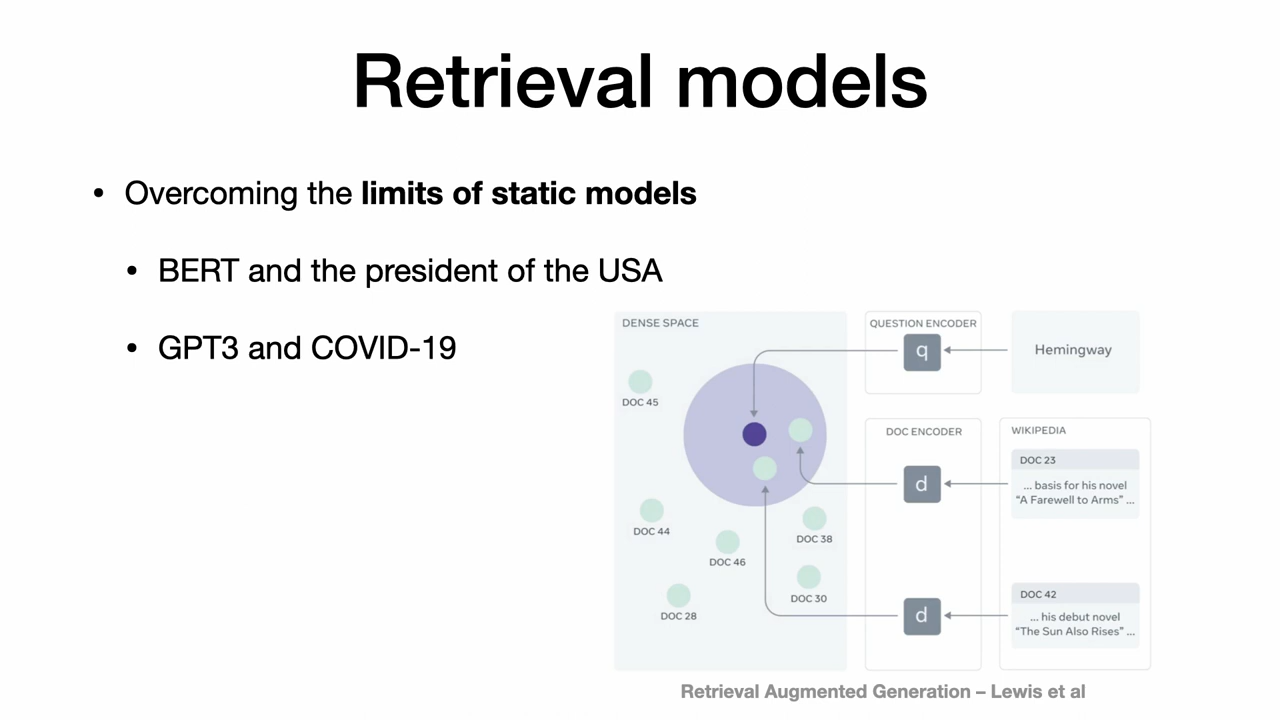 Retrieval models
• Overcoming the limits of static models
• BERT and the president of the USA
• GPT3 and COVID-19
DENSE SPACE
DOC 45
DOC 44
DOC 46
DOC 38
DOC 30
DOC 28
QUESTION ENCODER
q
Hemingway
DOC ENCODER
d
d
WIKIPEDIA
DOC 23
... basis for his novel
“A Farewell to Arms” ...
DOC 42
... his debut novel
“The Sun Also Rises” ...
Retrieval Augmented Generation – Lewis et al